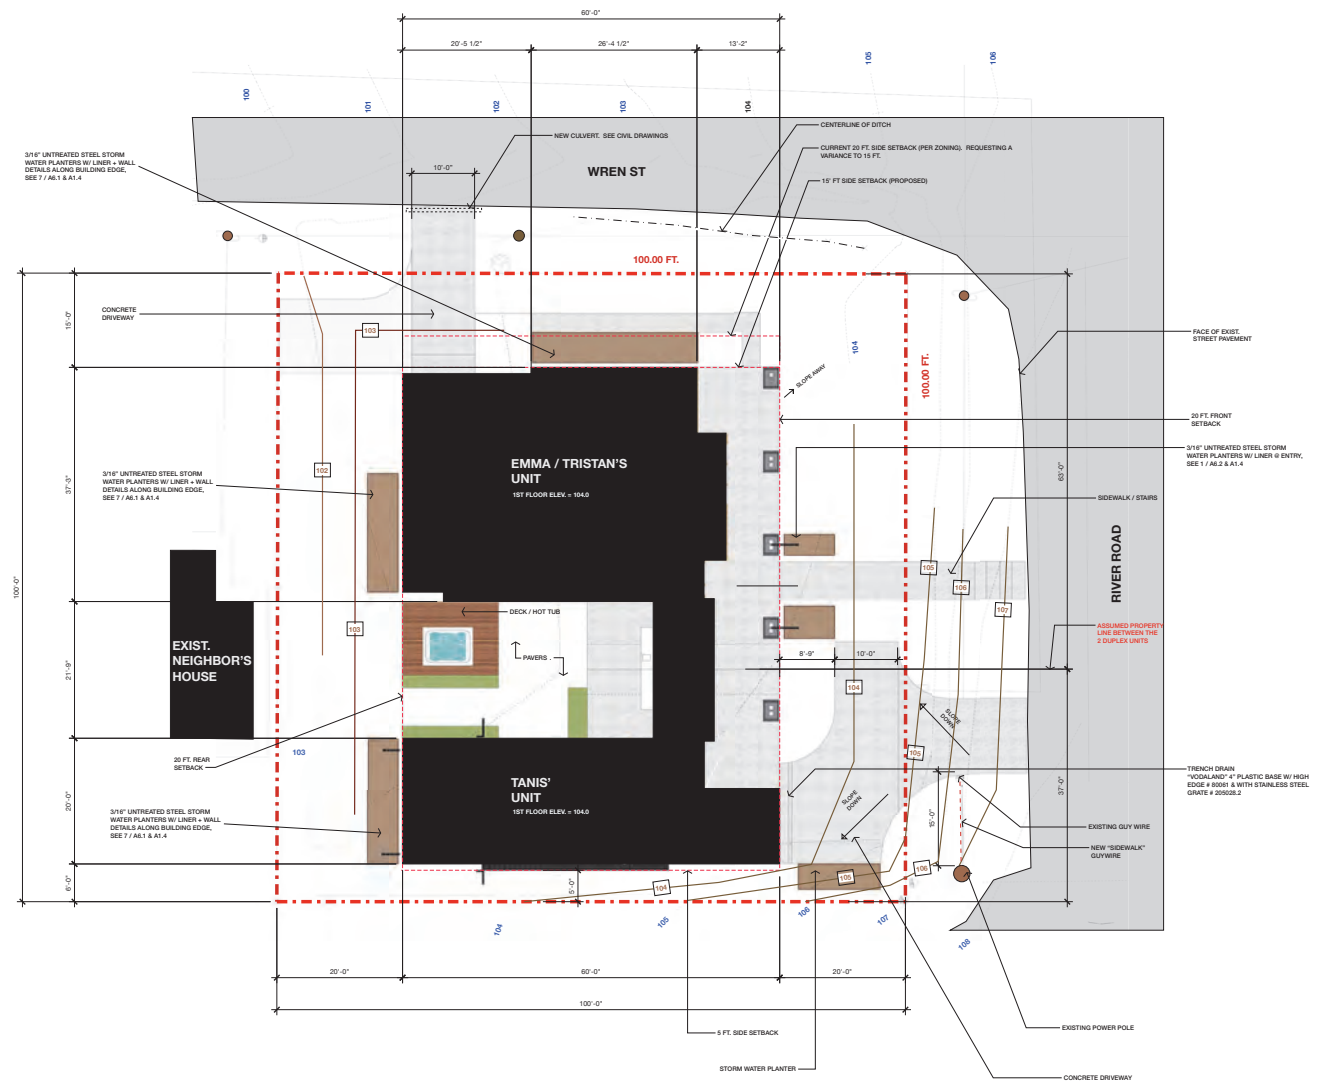 60'-0"
20'-5 1/2"
26'-4 1/2"
13'-2"
100
101
102
103
104
105
106
3/16" UNTREATED STEEL STORM
WATER PLANTERS W/ LINER + WALL
DETAILS ALONG BUILDING EDGE,
SEE 7 / A6.1 & A1.4
NEW CULVERT. SEE CIVIL DRAWINGS
CENTERLINE OF DITCH
CURRENT 20 FT. SIDE SETBACK (PER ZONING). REQUESTING A
VARIANCE TO 15 FT.
15' FT SIDE SETBACK (PROPOSED)
WREN ST
10'-0"
100.00 FT.
15'-0"
CONCRETE
DRIVEWAY
103
104
100.00 FT.
SLOPE AWAY
FACE OF EXIST.
STREET PAVEMENT
20 FT. FRONT
SETBACK
3/16" UNTREATED STEEL STORM
WATER PLANTERS W/ LINER @ ENTRY,
SEE 1 / A6.2 & A1.4
63'-0"
SIDEWALK / STAIRS
RIVER ROAD
3/16" UNTREATED STEEL STORM
WATER PLANTERS W/ LINER + WALL
DETAILS ALONG BUILDING EDGE,
SEE 7 / A6.1 & A1.4
37'-3"
102
EMMA / TRISTAN'S
UNIT
1ST FLOOR ELEV. = 104.0
100'-0"
105
106
107
DECK / HOT TUB
103
PAVERS
8'-9"
10'-0"
ASSUMED PROPERTY
LINE BETWEEN THE
2 DUPLEX UNITS
EXIST.
NEIGHBOR'S
HOUSE
21'-9"
104
SLOPE
DOWN
103
20 FT. REAR
SETBACK
105
TRENCH DRAIN
"VODALAND" 4" PLASTIC BASE W/ HIGH
EDGE # 80061 & WITH STAINLESS STEEL
GRATE # 205028.2
37'-0"
TANIS'
UNIT
1ST FLOOR ELEV. = 104.0
20'-0"
SLOPE
DOWN
15'-0"
3/16" UNTREATED STEEL STORM
WATER PLANTERS W/ LINER + WALL
DETAILS ALONG BUILDING EDGE,
SEE 7 / A6.1 & A1.4
EXISTING GUY WIRE
NEW "SIDEWALK"
GUYWIRE
6'-0"
5'-0"
104
105
106
104
105
106
107
108
20'-0"
60'-0"
20'-0"
100'-0"
5 FT. SIDE SETBACK
EXISTING POWER POLE
STORM WATER PLANTER
CONCRETE DRIVEWAY